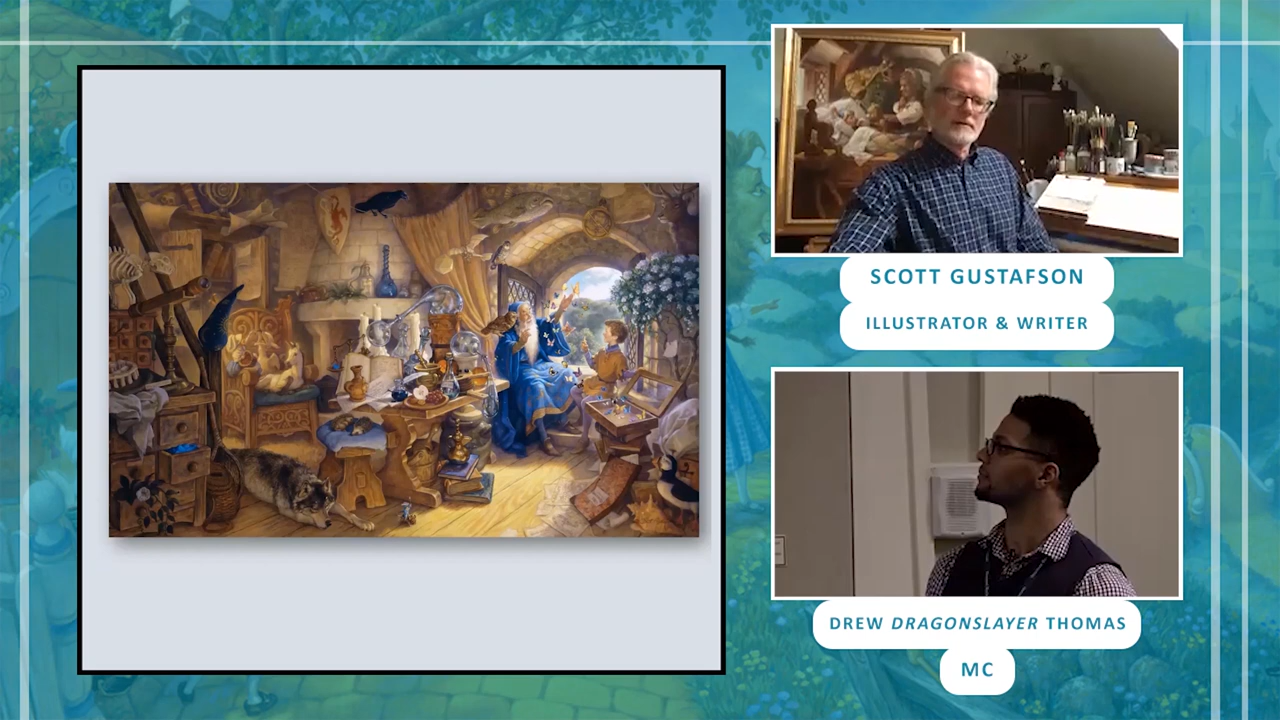 SCOTT GUSTAFSON
ILLUSTRATOR & WRITER
DREW DRAGONSLAYER THOMAS
MC